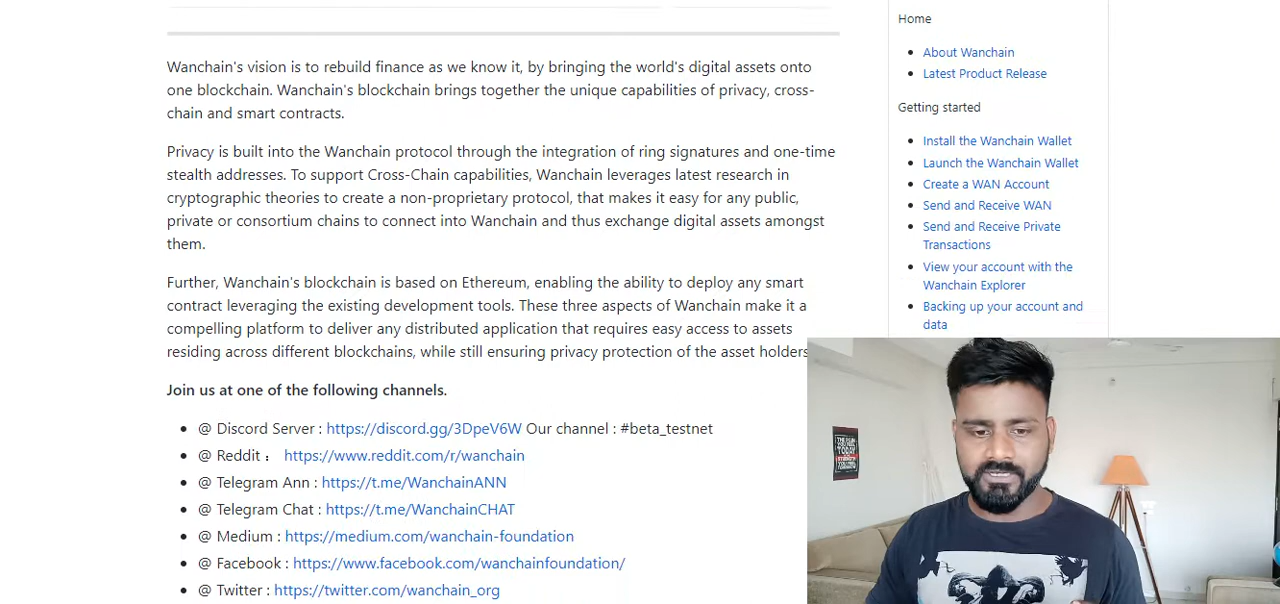 Wanchain's vision is to rebuild finance as we know it, by bringing the world's digital assets onto
one blockchain. Wanchain's blockchain brings together the unique capabilities of privacy, cross-
chain and smart contracts.
Privacy is built into the Wanchain protocol through the integration of ring signatures and one-time
stealth addresses. To support Cross-Chain capabilities, Wanchain leverages latest research in
cryptographic theories to create a non-proprietary protocol, that makes it easy for any public,
private or consortium chains to connect into Wanchain and thus exchange digital assets amongst
them.
Further, Wanchain's blockchain is based on Ethereum, enabling the ability to deploy any smart
contract leveraging the existing development tools. These three aspects of Wanchain make it a
compelling platform to deliver any distributed application that requires easy access to assets
residing across different blockchains, while still ensuring privacy protection of the asset holders
Join us at one of the following channels.
@ Discord Server : https://discord.gg/3DpeV6W Our channel : #beta_testnet
@ Reddit： https://www.reddit.com/r/wanchain
@ Telegram Ann : https://t.me/WanchainANN
@ Telegram Chat : https://t.me/WanchainCHAT
@ Medium : https://medium.com/wanchain-foundation
@ Facebook : https://www.facebook.com/wanchainfoundation/
@ Twitter : https://twitter.com/wanchain_org
Home
About Wanchain
Latest Product Release
Getting started
Install the Wanchain Wallet
Launch the Wanchain Wallet
Create a WAN Account
Send and Receive WAN
Send and Receive Private
Transactions
View your account with the
Wanchain Explorer
Backing up your account and
data